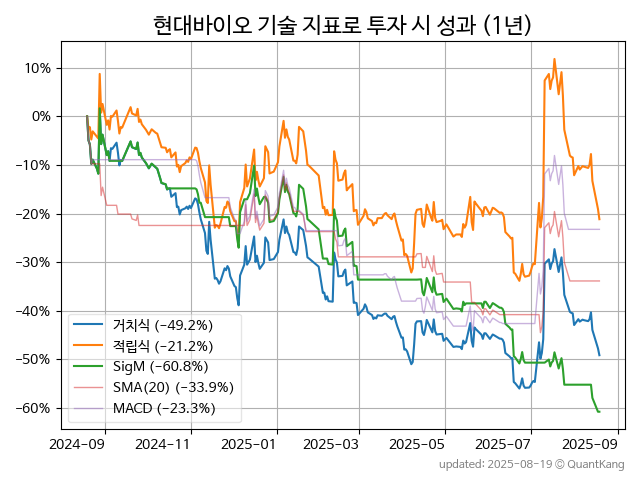 현대바이오 기술 지표로 투자 시 성과 (1년)
10%
0%
−10%
−20%
−30%
−40%
−50%
−60%
거치식 (−49.2%)
적립식 (−21.2%)
SigM (−60.8%)
SMA(20) (−33.9%)
MACD (−23.3%)
2024-09 2024-11 2025-01 2025-03 2025-05 2025-07 2025-09
updated: 2025-08-19 © QuantKang